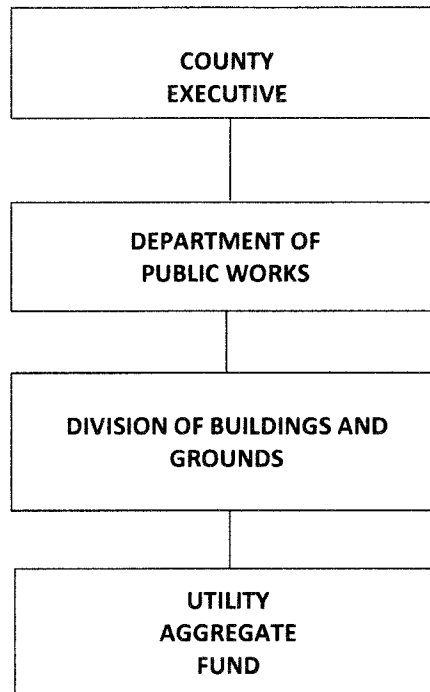 COUNTY
EXECUTIVE
DEPARTMENT OF
PUBLIC WORKS
DIVISION OF BUILDINGS AND
GROUNDS
UTILITY
AGGREGATE
FUND